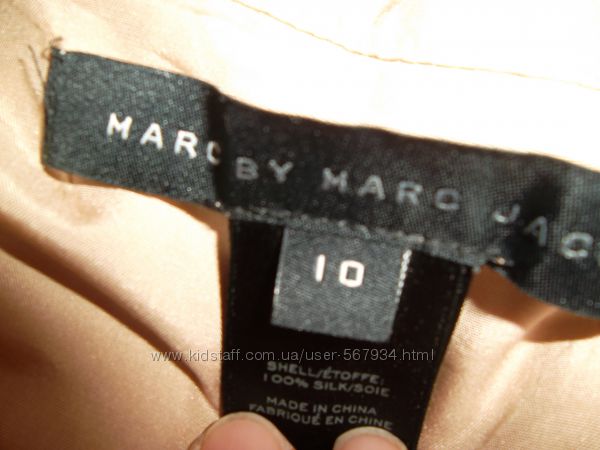 MARC BY MARC JAC
10
www.kidstaff.com.ua/user-567934.html
SHELL/ÉTOFFE:
100% SILK/SOIE
MADE IN CHINA
FABRIQUÉ EN CHINE